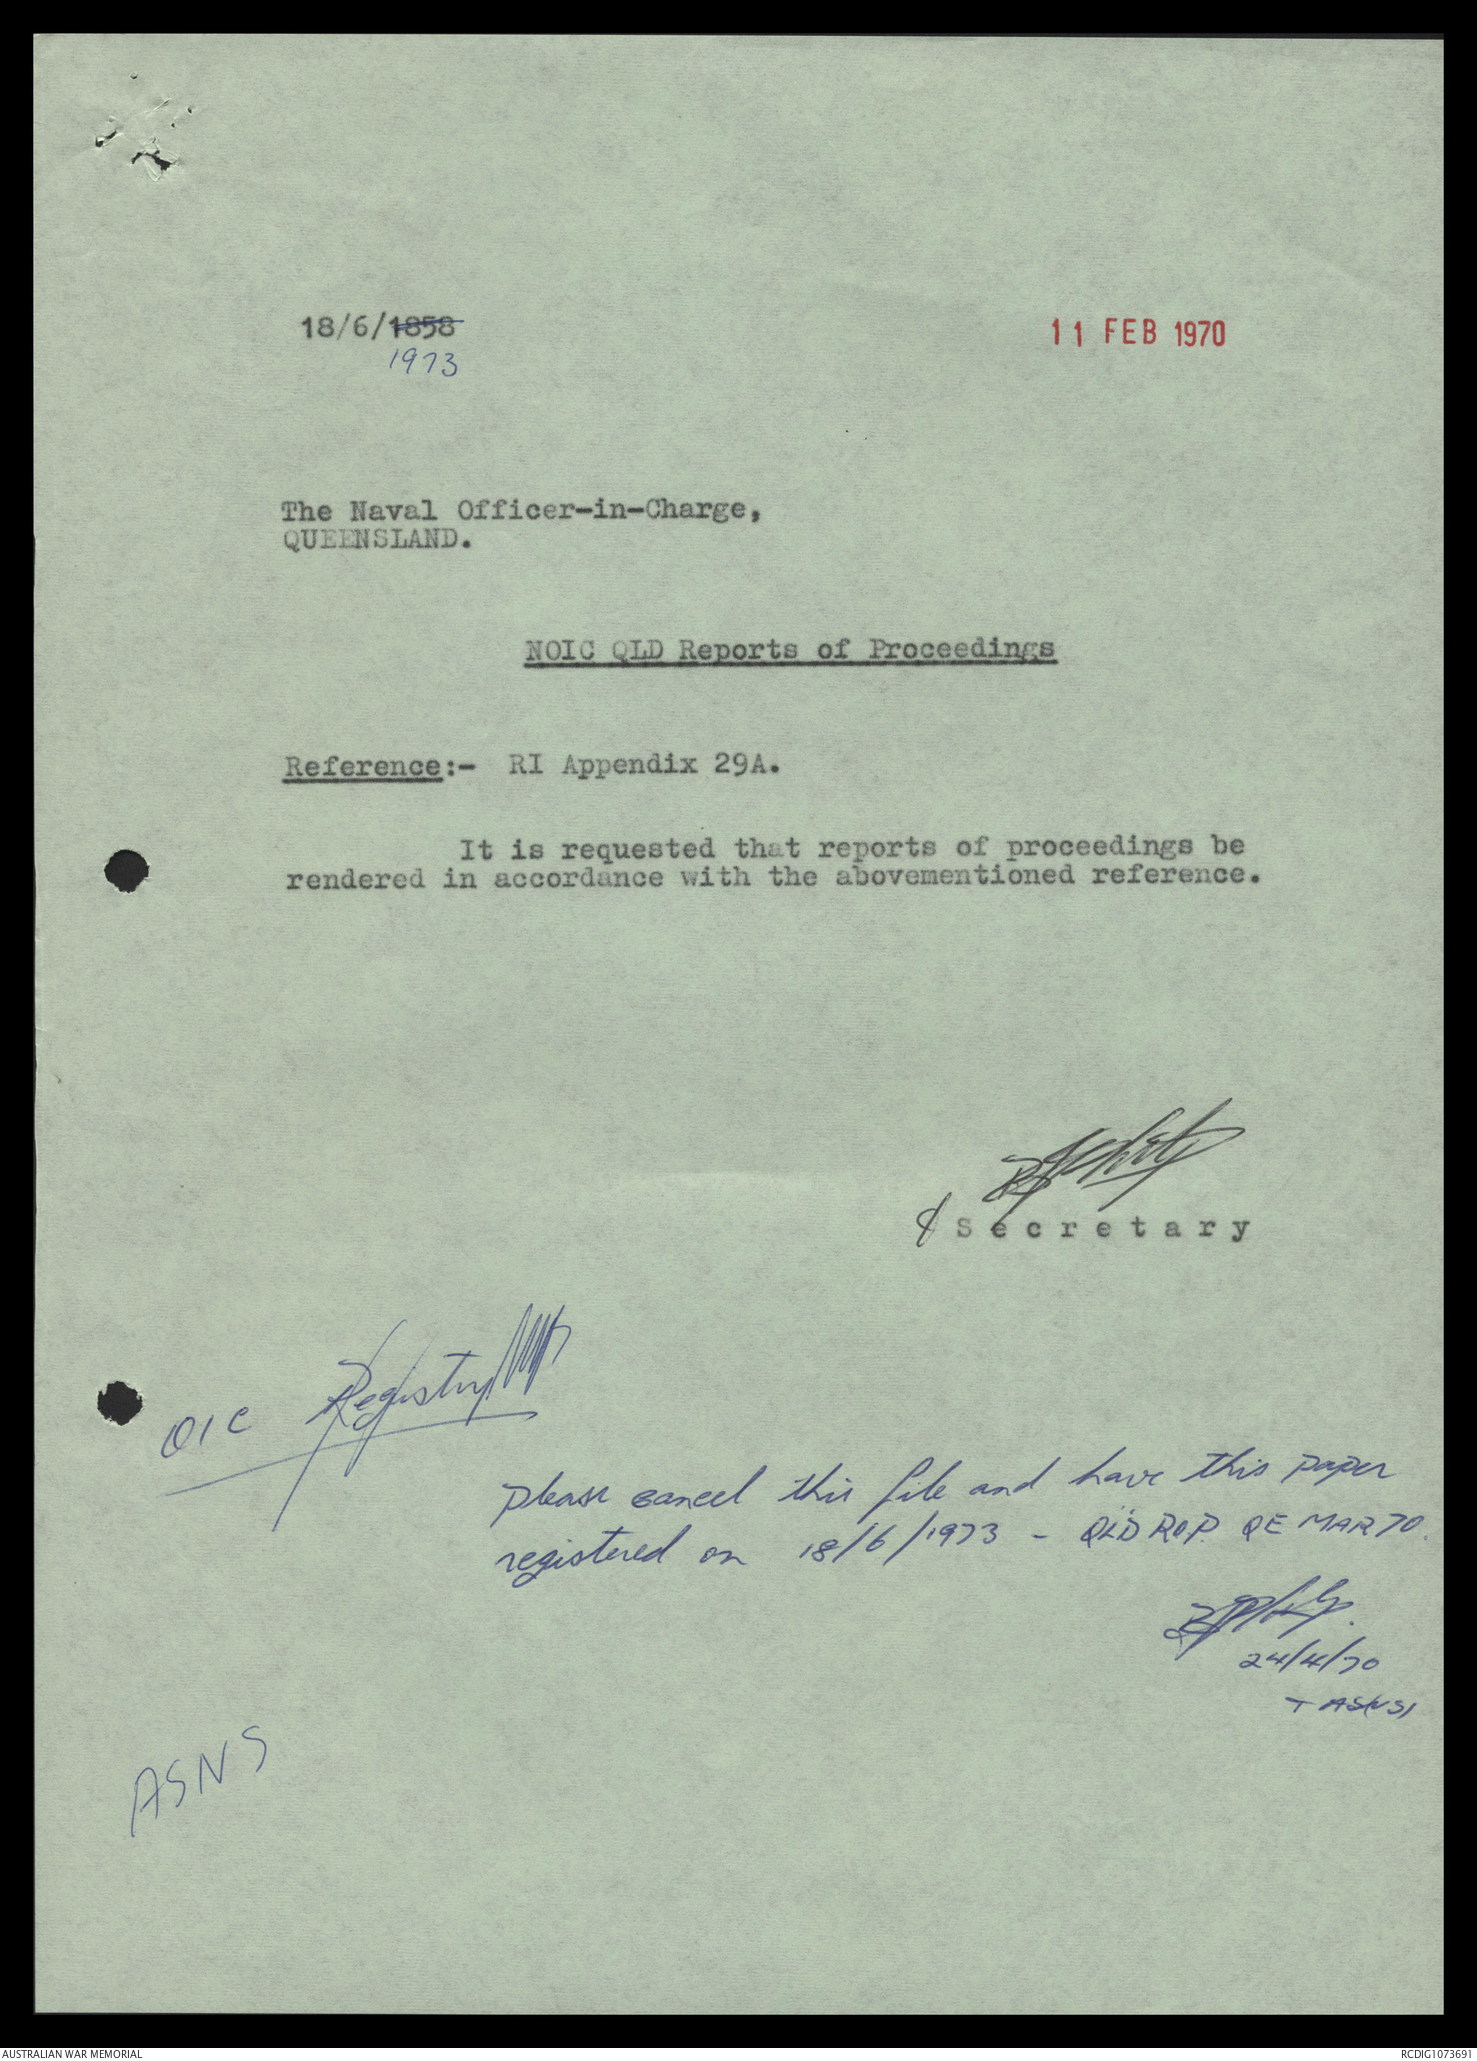 18/6/1858
1973
11 FEB 1970
The Naval Officer-in-Charge,
QUEENSLAND.
NOIC QLD Reports of Proceedings
Reference:- RI Appendix 29A.
It is requested that reports of proceedings be
rendered in accordance with the abovementioned reference.
Secretary
OIC Registry
Please cancel this file and have this paper
registered on 18/6/1973 - QLD R.O.P. QE MAR 70.
24/4/70
ASNS
AUSTRALIAN WAR MEMORIAL
RCDIG1073691